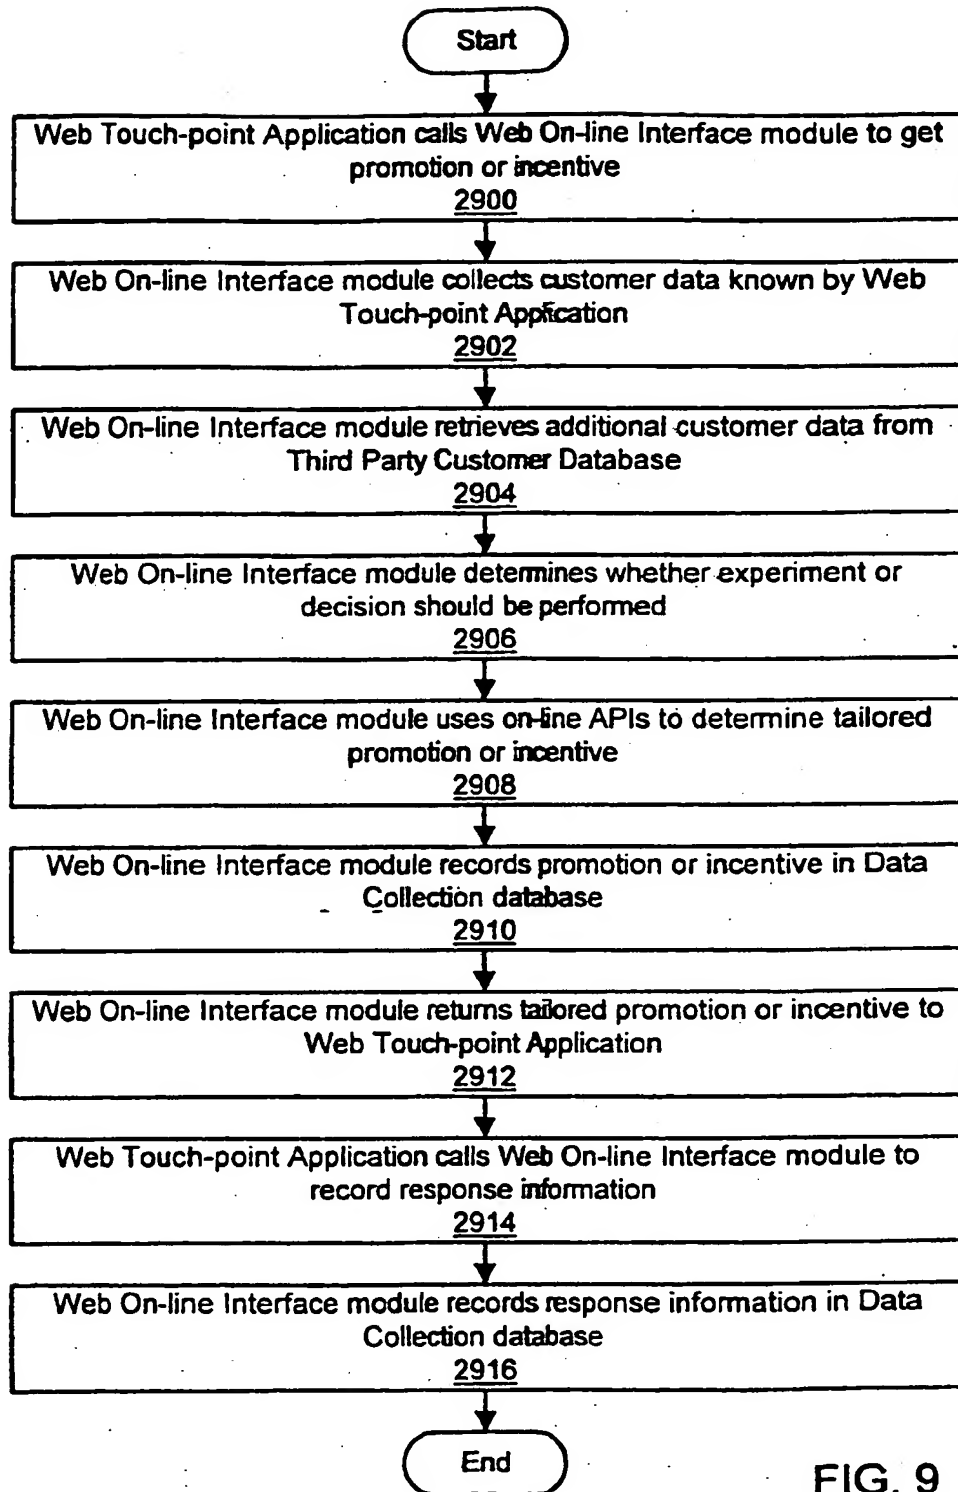 Start
Web Touch-point Application calls Web On-line Interface module to get
promotion or incentive
2900
Web On-line Interface module collects customer data known by Web
Touch-point Application
2902
Web On-line Interface module retrieves additional customer data from
Third Party Customer Database
2904
Web On-line Interface module determines whether experiment or
decision should be performed
2906
Web On-line Interface module uses on-line APIs to determine tailored
promotion or incentive
2908
Web On-line Interface module records promotion or incentive in Data
Collection database
2910
Web On-line Interface module returns tailored promotion or incentive to
Web Touch-point Application
2912
Web Touch-point Application calls Web On-line Interface module to
record response information
2914
Web On-line Interface module records response information in Data
Collection database
2916
End
FIG. 9